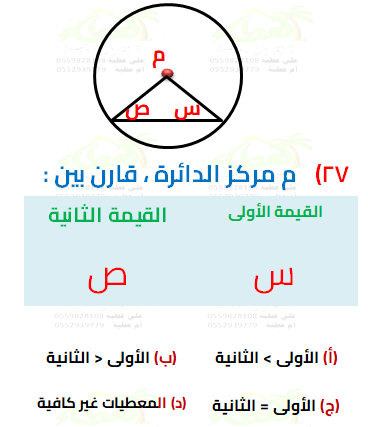 م
ص س
٢٧) م مركز الدائرة ، قارن بين :
القيمة الأولى القيمة الثانية
س ص
(أ) الأولى > الثانية (ب) الأولى < الثانية
(ج) الأولى = الثانية (د) المعطيات غير كافية